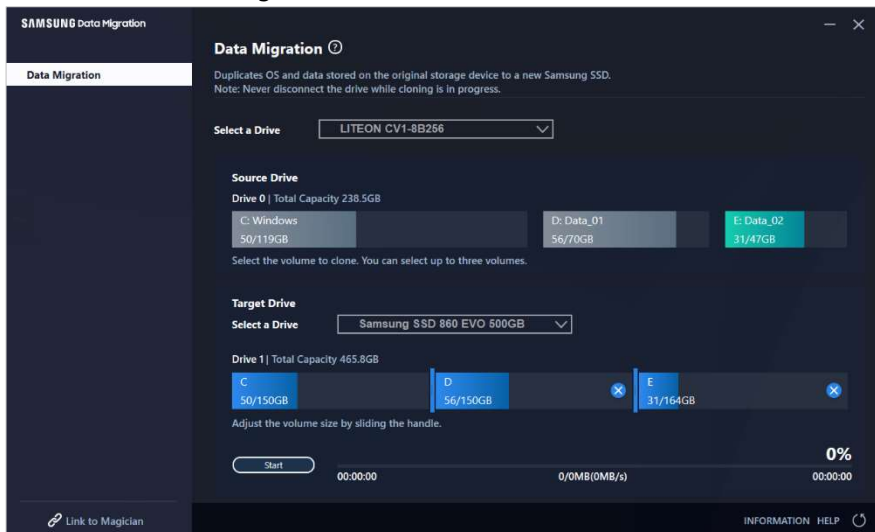 SAMSUNG Data Migration
Data Migration
Data Migration ?
Duplicates OS and data stored on the original storage device to a new Samsung SSD.
Note: Never disconnect the drive while cloning is in progress.
Select a Drive LITEON CV1-8B256
Source Drive
Drive 0 | Total Capacity 238.5GB
C: Windows D: Data_01 E: Data_02
50/119GB 56/70GB 31/47GB
Select the volume to clone. You can select up to three volumes.
Target Drive
Select a Drive Samsung SSD 860 EVO 500GB
Drive 1 | Total Capacity 465.8GB
C D E
50/150GB 56/150GB 31/164GB
Adjust the volume size by sliding the handle.
0%
Start
00:00:00 0/0MB(0MB/s) 00:00:00
Link to Magician INFORMATION HELP